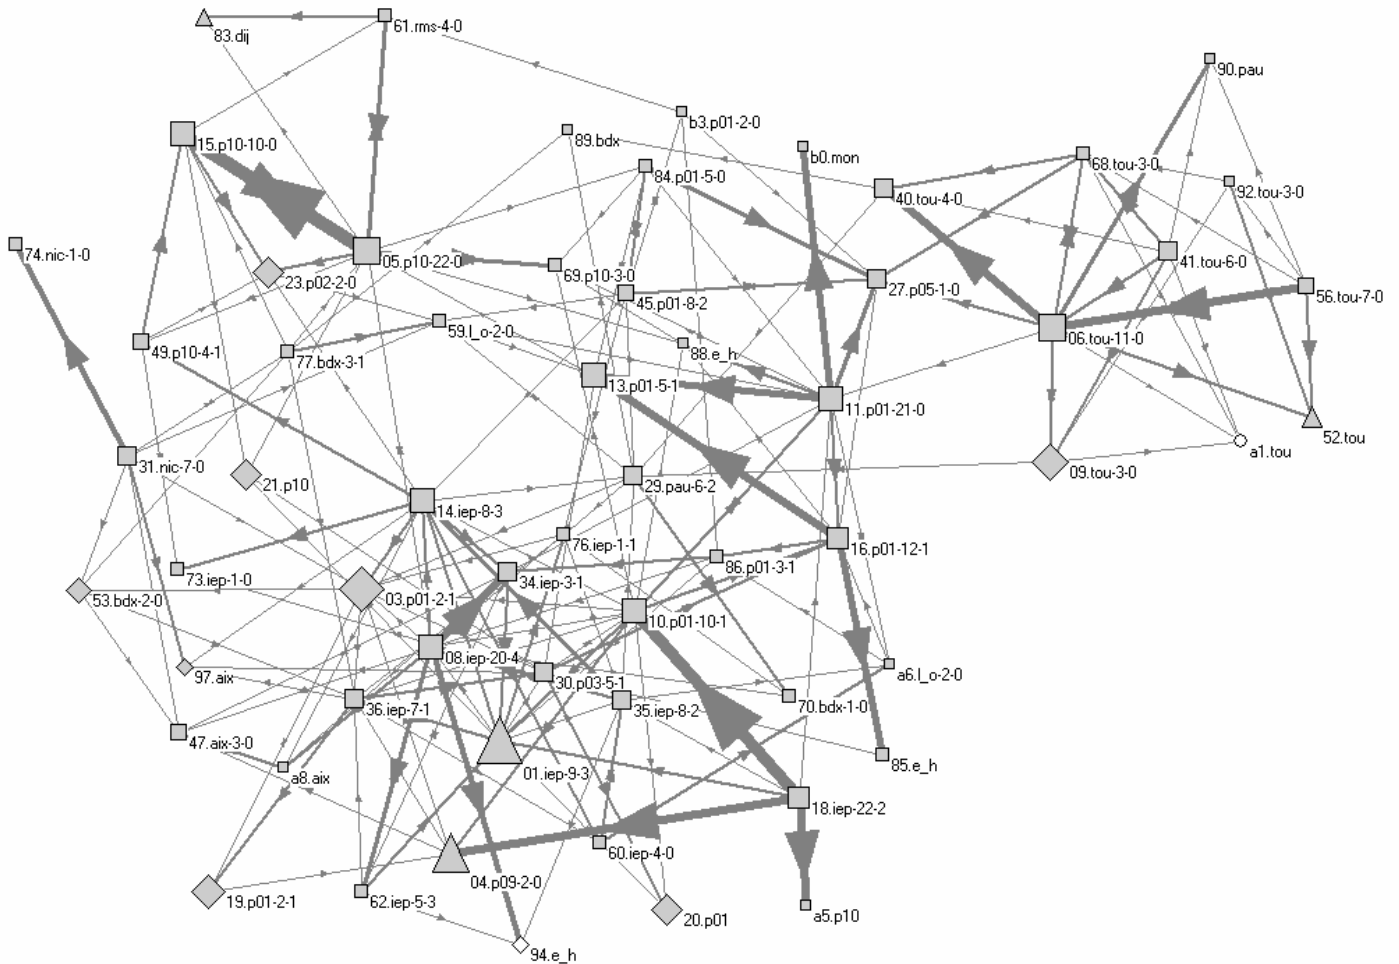 83.dij
61.rms-4-0
90.pau
b3.p01-2-0
89.bdx
15.p10-10-0
b0.mon
68.tou-3-0
84.p01-5-0
92.tou-3-0
40.tou-4-0
74.nic-1-0
05.p10-22-0
41.tou-6-0
69.p10-3-0
23.p02-2-0
27.p05-1-0
56.tou-7-0
45.p01-8-2
59.l_o-2-0
06.tou-11-0
49.p10-4-1
88.e_h
77.bdx-3-1
13.p01-5-1
11.p01-21-0
52.tou
a1.tou
31.nic-7-0
09.tou-3-0
21.p10
29.pau-6-2
14.iep-8-3
76.iep-1-1
16.p01-12-1
86.p01-3-1
73.iep-1-0
34.iep-3-1
03.p01-2-1
53.bdx-2-0
10.p01-10-1
08.iep-20-4
a6.l_o-2-0
97.aix
30.p03-5-1
70.bdx-1-0
36.iep-7-1
35.iep-8-2
47.aix-3-0
85.e_h
01.iep-9-3
a8.aix
18.iep-22-2
60.iep-4-0
04.p09-2-0
19.p01-2-1
62.iep-5-3
20.p01
a5.p10
94.e_h